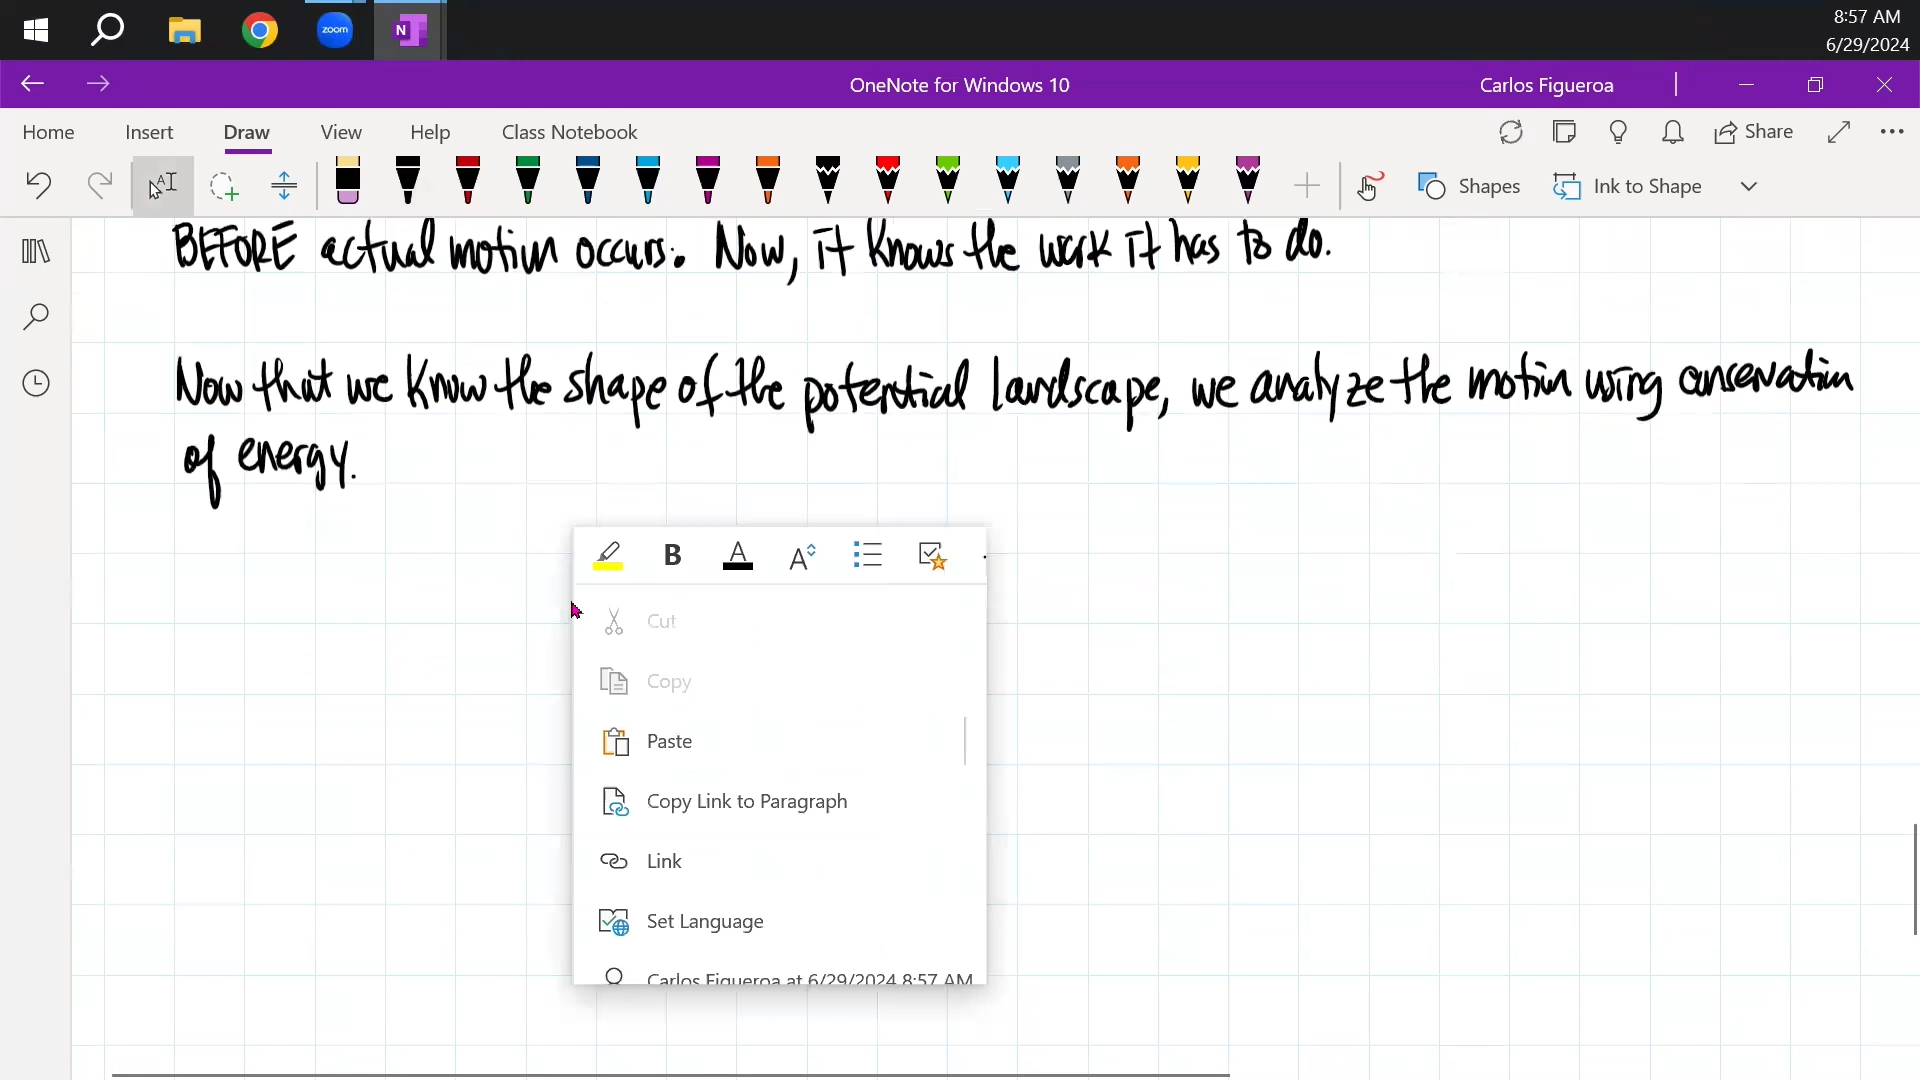 zoom
N
8:57 AM
6/29/2024
OneNote for Windows 10
Carlos Figueroa
Home
Insert
Draw
View
Help
Class Notebook
Share
Shapes
Ink to Shape
BEFORE actual motion occurs. Now, it knows the work it has to do.
Now that we know the shape of the potential landscape, we analyze the motion using conservation
of energy.
B
A
A
Cut
Copy
Paste
Copy Link to Paragraph
Link
Set Language
Carlos Figueroa at 6/29/2024 8:57 AM